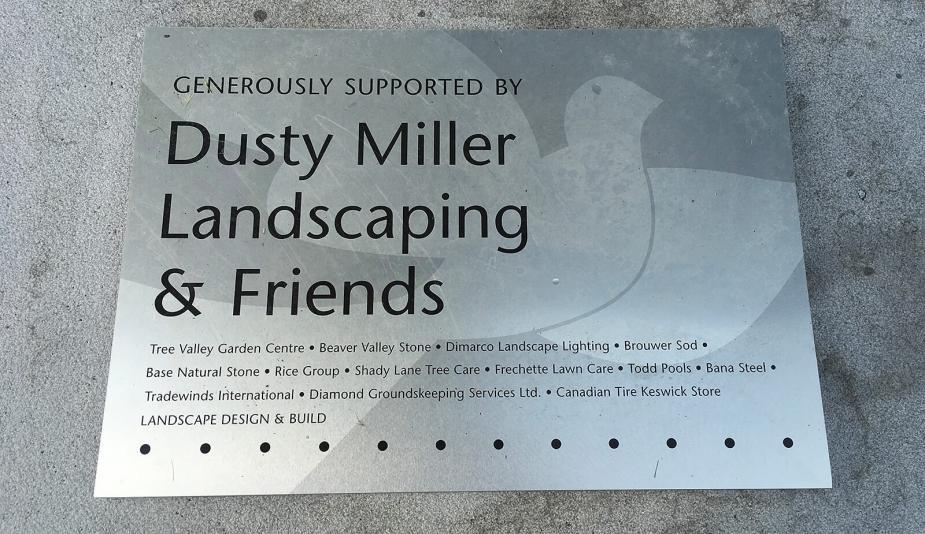 GENEROUSLY SUPPORTED BY
Dusty Miller
Landscaping
& Friends
Tree Valley Garden Centre • Beaver Valley Stone • Dimarco Landscape Lighting • Brouwer Sod •
Base Natural Stone • Rice Group • Shady Lane Tree Care • Frechette Lawn Care • Todd Pools • Bana Steel •
Tradewinds International • Diamond Groundskeeping Services Ltd. • Canadian Tire Keswick Store
LANDSCAPE DESIGN & BUILD